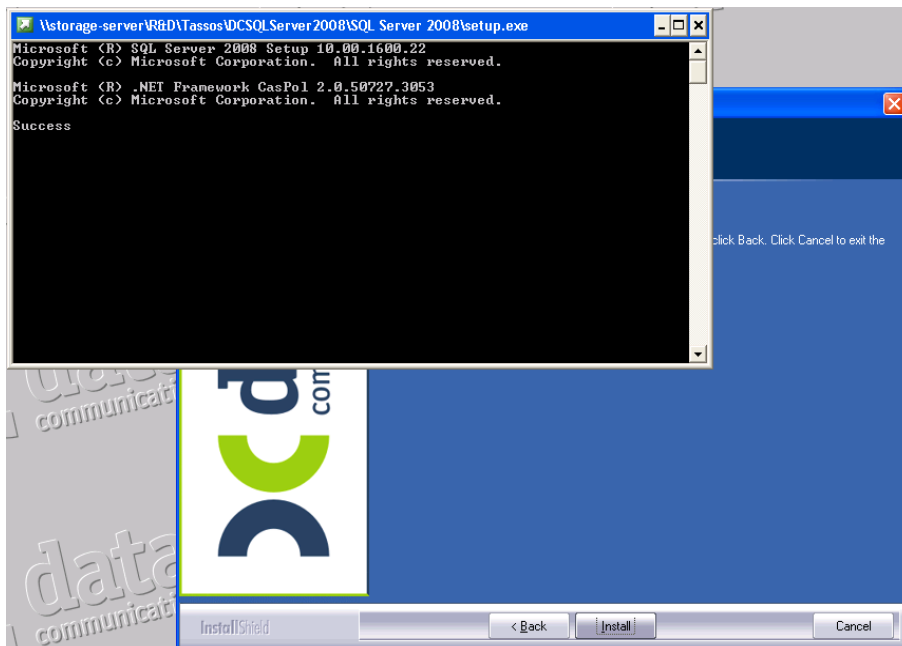 \\storage-server\R&D\Tassos\DCSQLServer2008\SQL Server 2008\setup.exe
Microsoft (R) SQL Server 2008 Setup 10.00.1600.22
Copyright (c) Microsoft Corporation.  All rights reserved.
Microsoft (R) .NET Framework CasPol 2.0.50727.3053
Copyright (c) Microsoft Corporation.  All rights reserved.
Success
click Back. Click Cancel to exit the
com
communicati
data
communicati
InstallShield
< Back
Install
Cancel